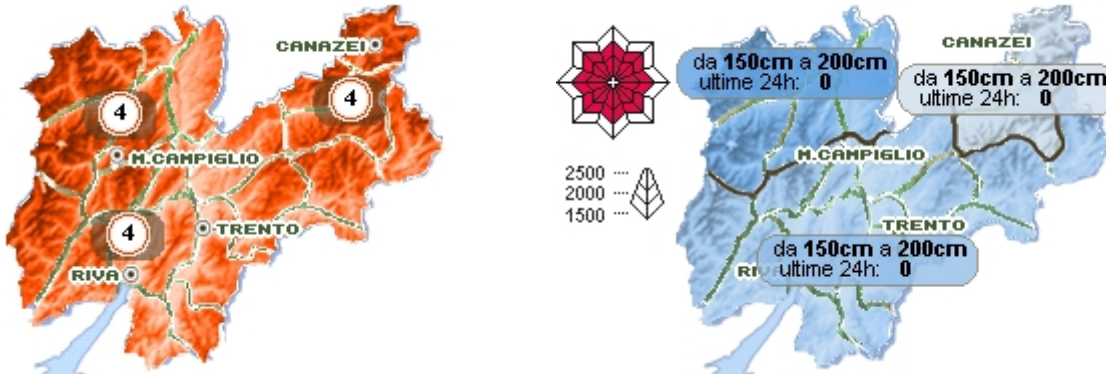 CANAZEI
4
4
M.CAMPIGLIO
4
TRENTO
RIVA
CANAZEI
da 150cm a 200cm
ultime 24h: 0
da 150cm a 200cm
ultime 24h: 0
M.CAMPIGLIO
2500
2000
1500
TRENTO
da 150cm a 200cm
ultime 24h: 0
RI